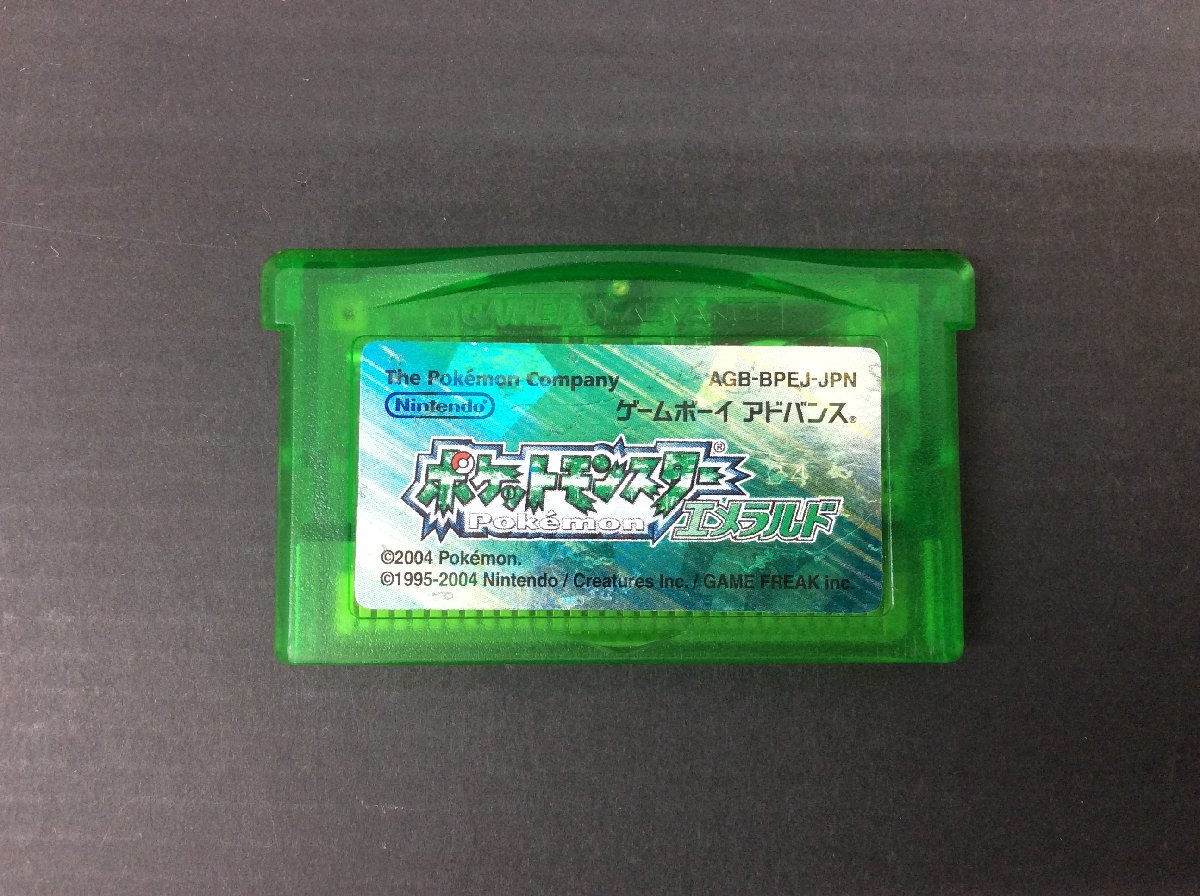 GAME BOY ADVANCE
The Pokémon Company AGB-BPEJ-JPN
Nintendo® ゲームボーイ アドバンス®
ポケットモンスター®
Pokémon エメラルド
©2004 Pokémon.
©1995-2004 Nintendo / Creatures Inc. / GAME FREAK inc.